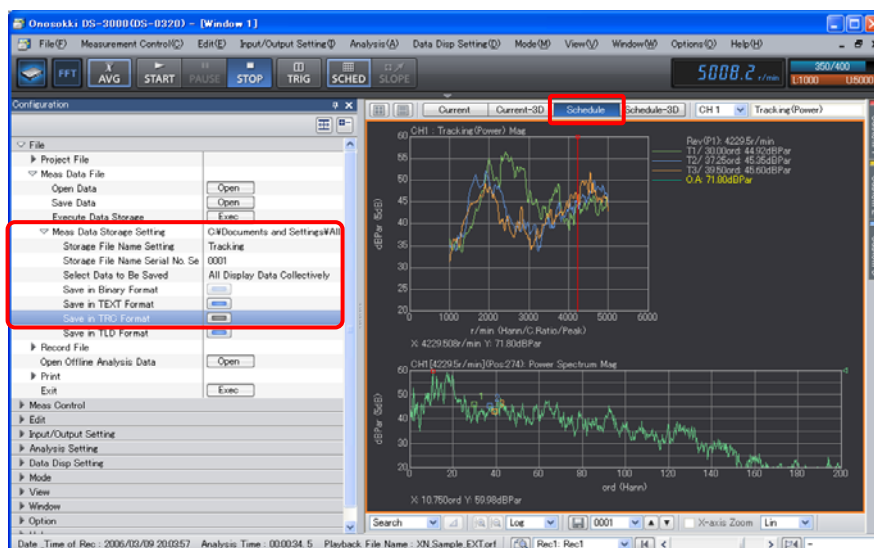 Onosokki DS-3000(DS-0320) - [Window 1]
File(F) Measurement Control(C) Edit(E) Input/Output Setting(I) Analysis(A) Data Disp Setting(D) Mode(M) View(V) Window(W) Options(O) Help(H)
FFT AVG START PAUSE STOP TRIG SCHED SLOPE 5008.2 r/min 350/400
L:1000 U:5000
Configuration
Current Current-3D Schedule Schedule-3D CH 1 Tracking(Power)
File
Project File
Meas Data File
Open Data Open
Save Data Open
Execute Data Storage Exec
Meas Data Storage Setting C:¥Documents and Settings¥All
Storage File Name Setting Tracking
Storage File Name Serial No. Se 0001
Select Data to Be Saved All Display Data Collectively
Save in Binary Format
Save in TEXT Format
Save in TRC Format
Save in TLD Format
Record File
Open Offline Analysis Data Open
Print
Exit Exec
Meas Control
Edit
Input/Output Setting
Analysis Setting
Data Disp Setting
Mode
View
Window
Option
CH1 : Tracking(Power) Mag
Rev(P1): 4229.5r/min
T1/ 30.00ord: 44.92dBPar
T2/ 37.25ord: 45.35dBPar
T3/ 39.50ord: 45.60dBPar
O.A: 71.80dBPar
dBPar (5dB)
60
55
50
45
40
35
30
25
20
0 1000 2000 3000 4000 5000 6000
r/min (Hann/C.Ratio/Peak)
X: 4229.508r/min Y: 71.80dBPar
CH1[4229.5r/min](Pos:274): Power Spectrum Mag
dBPar (5dB)
60
50
40
30
20
0 20 40 60 80 100 120 140 160 180 200
ord (Hann)
X: 10.750ord Y: 59.98dBPar
Search Log 0001 X-axis Zoom Lin
Date_Time of Rec : 2006/03/09 20:03:57 Analysis Time : 00:00:34. 5 Playback File Name : XN_Sample_EXT.orf Rec1: Rec1